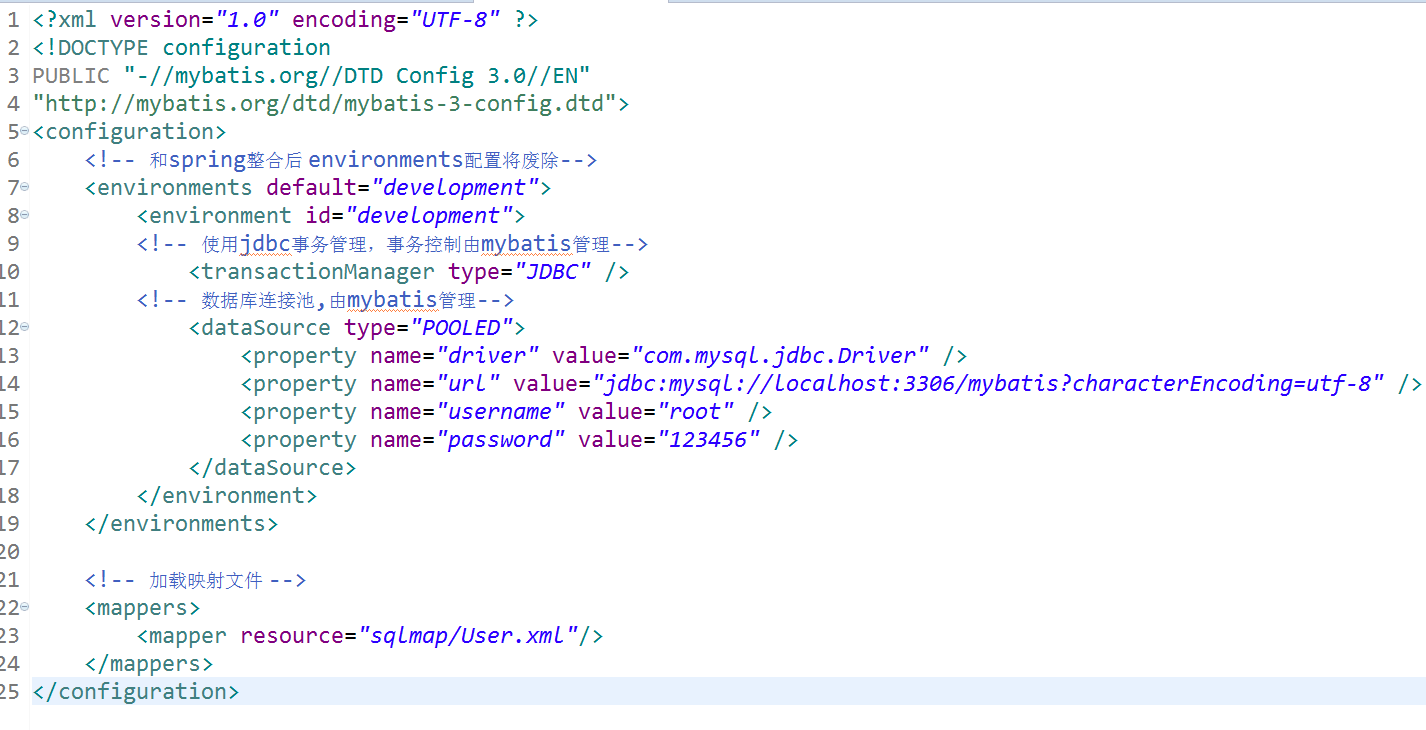 1 <?xml version="1.0" encoding="UTF-8" ?>
2 <!DOCTYPE configuration
3 PUBLIC "-//mybatis.org//DTD Config 3.0//EN"
4 "http://mybatis.org/dtd/mybatis-3-config.dtd">
5 <configuration>
6     <!-- 和spring整合后 environments配置将废除-->
7     <environments default="development">
8         <environment id="development">
9         <!-- 使用jdbc事务管理，事务控制由mybatis管理-->
10             <transactionManager type="JDBC" />
11         <!-- 数据库连接池,由mybatis管理-->
12             <dataSource type="POOLED">
13                 <property name="driver" value="com.mysql.jdbc.Driver" />
14                 <property name="url" value="jdbc:mysql://localhost:3306/mybatis?characterEncoding=utf-8" />
15                 <property name="username" value="root" />
16                 <property name="password" value="123456" />
17             </dataSource>
18         </environment>
19     </environments>
20
21     <!-- 加载映射文件 -->
22     <mappers>
23         <mapper resource="sqlmap/User.xml"/>
24     </mappers>
25 </configuration>